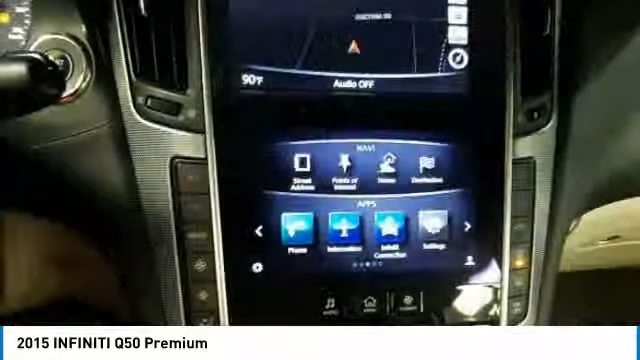 90°F
Audio OFF
NAVI
Street Address
Points of Interest
Home
Destination
APPS
Phone
Information
Infiniti Connection
Settings
2015 INFINITI Q50 Premium